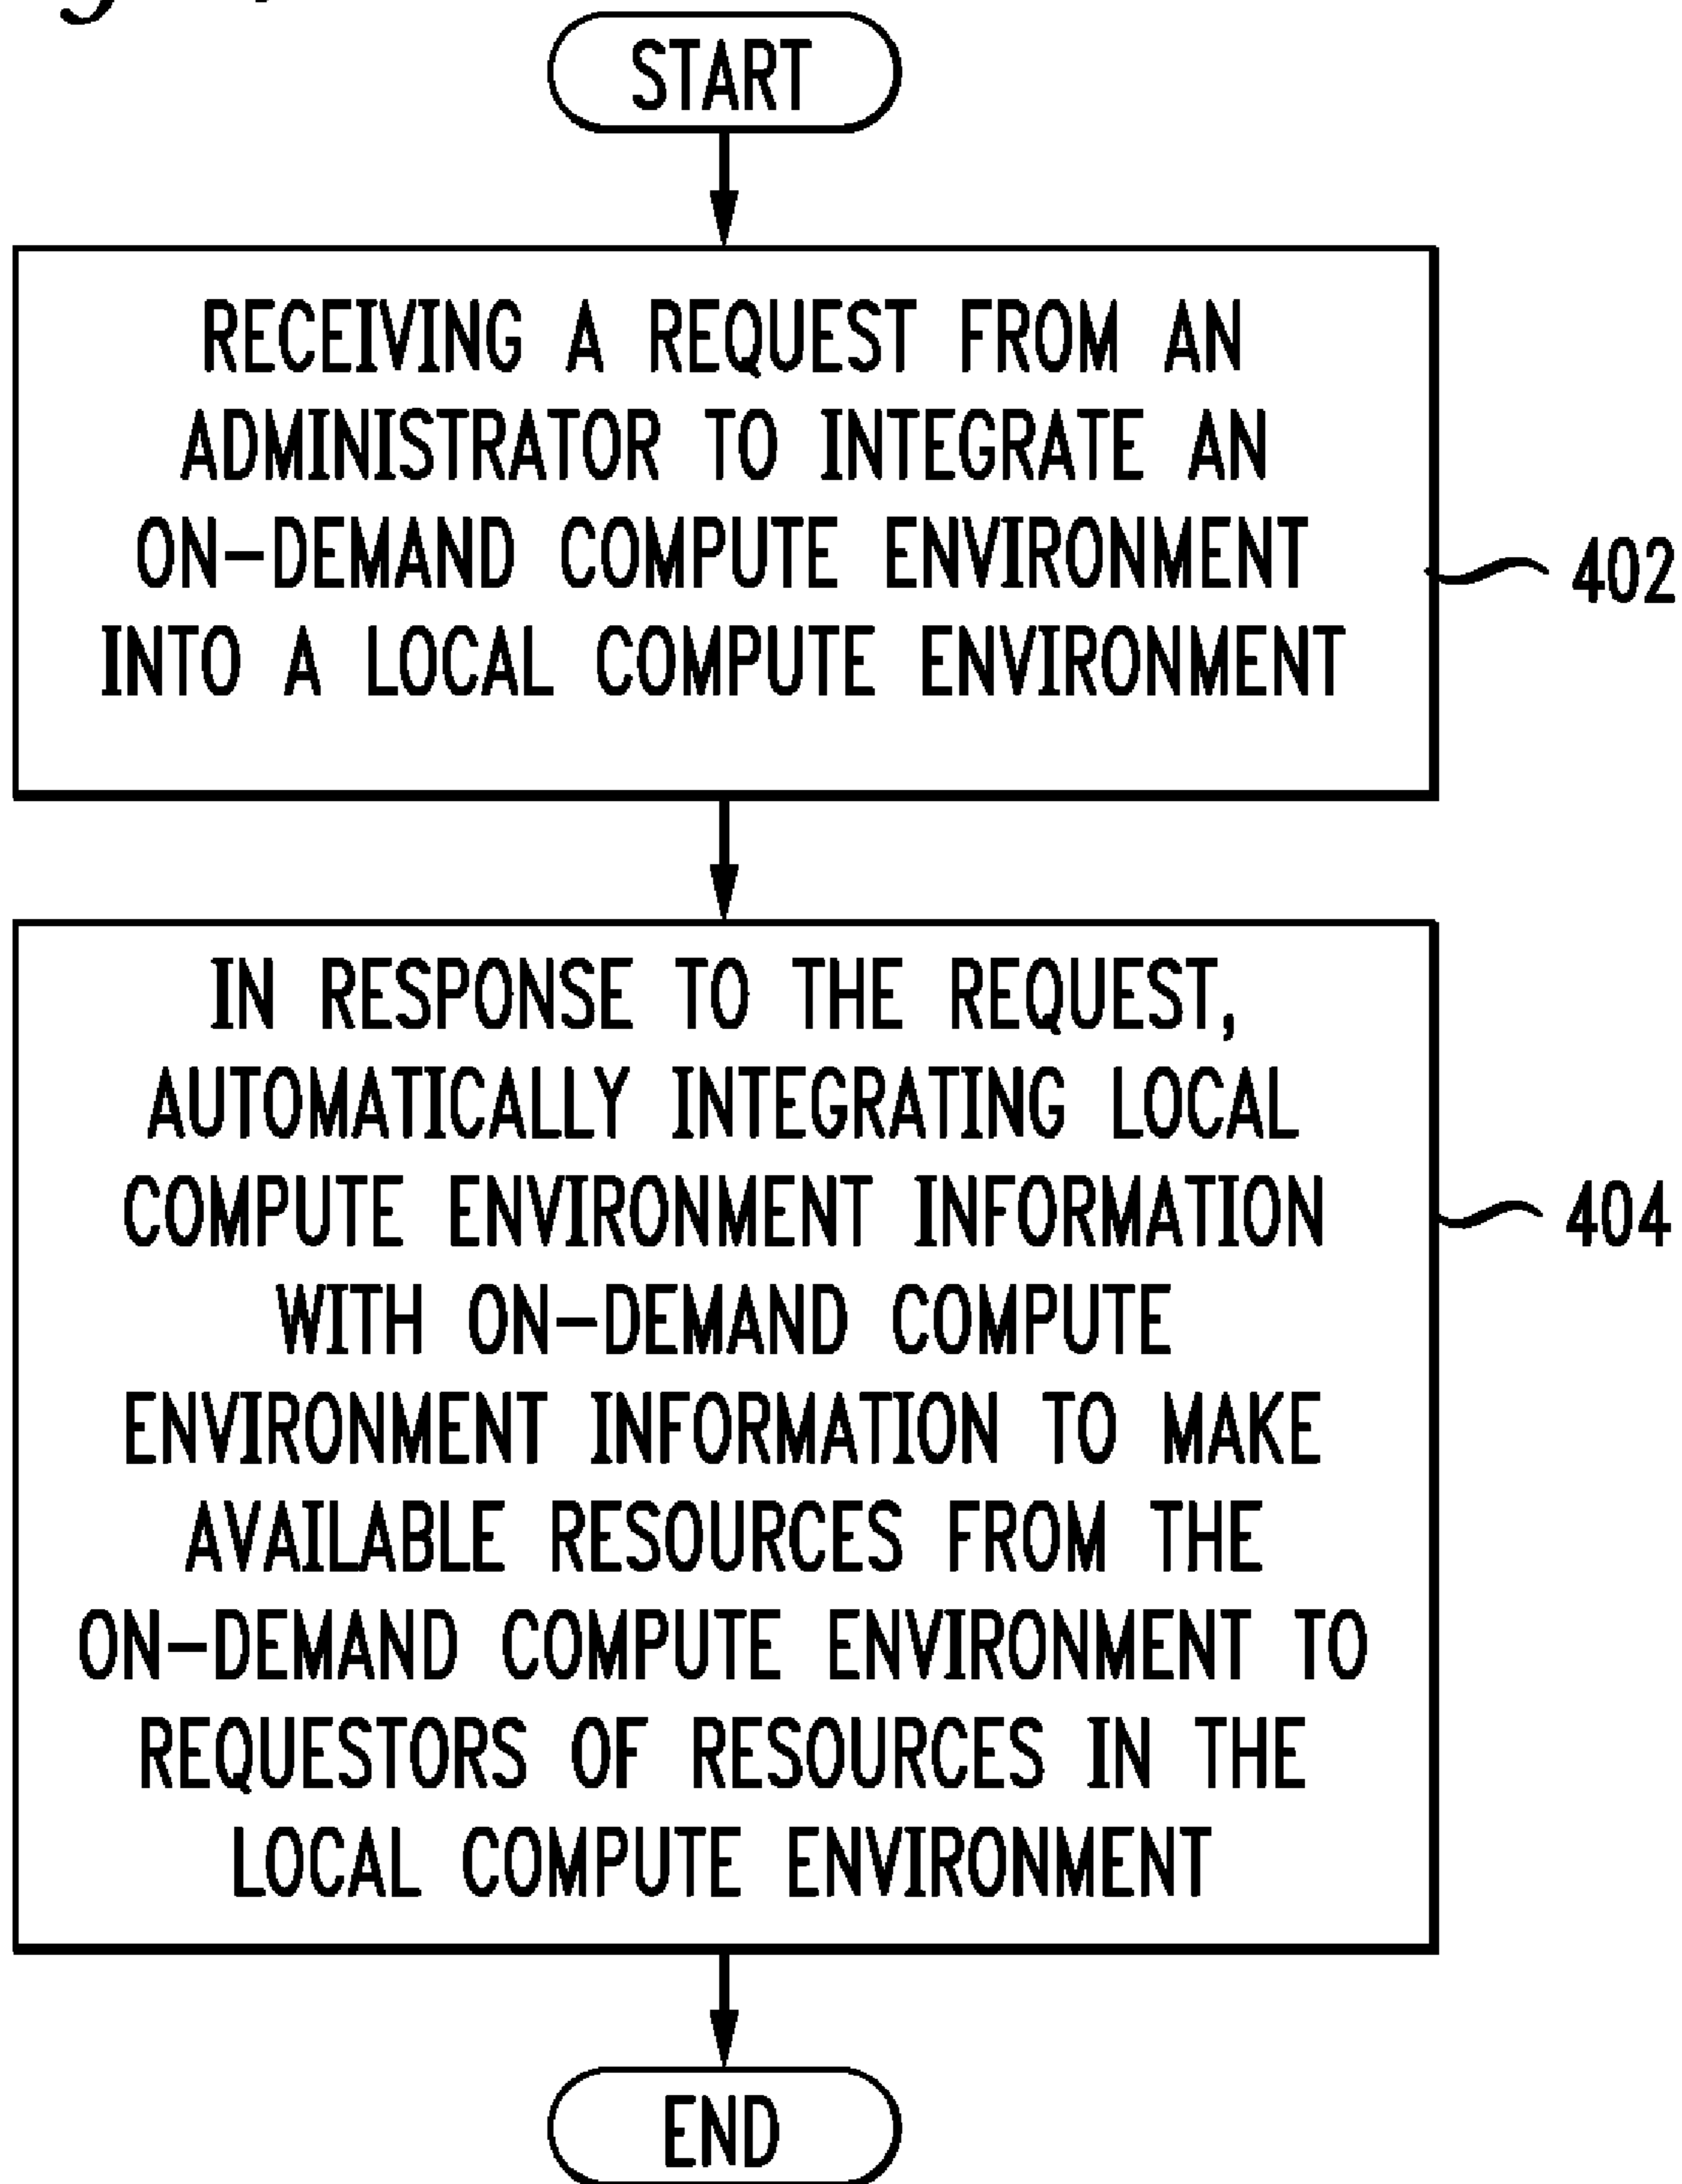 START
RECEIVING A REQUEST FROM AN
ADMINISTRATOR TO INTEGRATE AN
ON-DEMAND COMPUTE ENVIRONMENT
INTO A LOCAL COMPUTE ENVIRONMENT
402
IN RESPONSE TO THE REQUEST,
AUTOMATICALLY INTEGRATING LOCAL
COMPUTE ENVIRONMENT INFORMATION
WITH ON-DEMAND COMPUTE
ENVIRONMENT INFORMATION TO MAKE
AVAILABLE RESOURCES FROM THE
ON-DEMAND COMPUTE ENVIRONMENT TO
REQUESTORS OF RESOURCES IN THE
LOCAL COMPUTE ENVIRONMENT
404
END